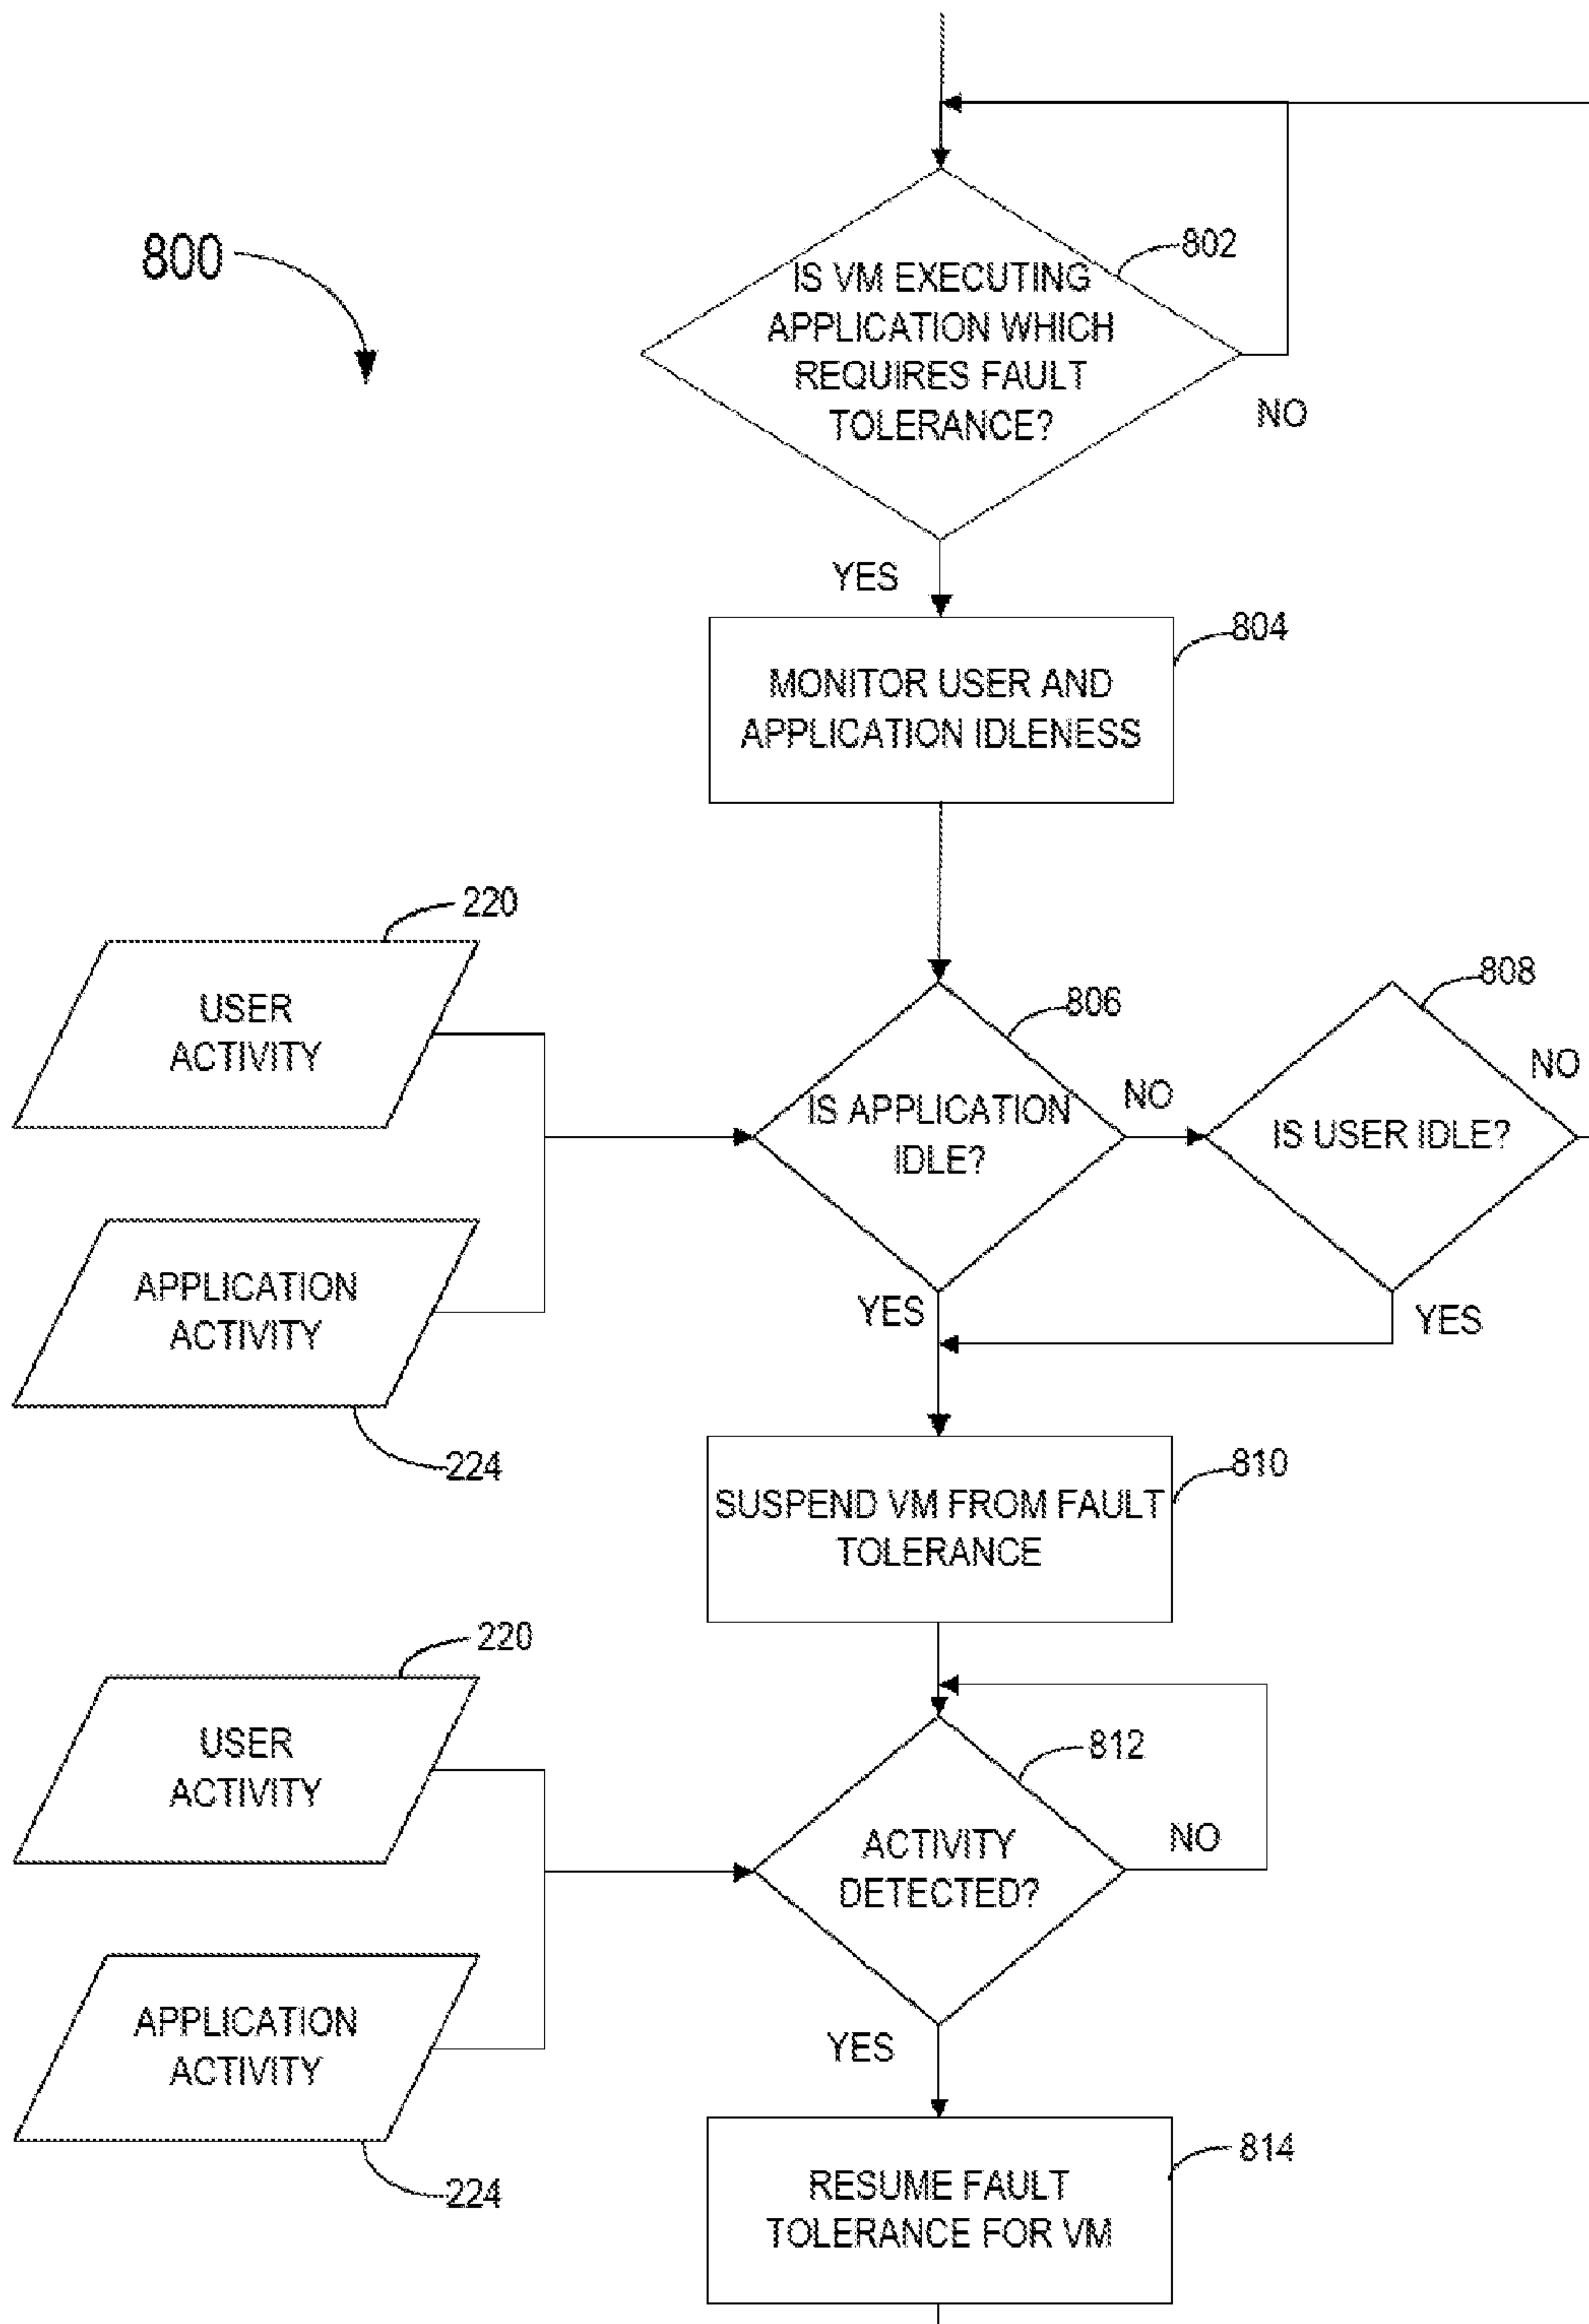 800
802
IS VM EXECUTING
APPLICATION WHICH
REQUIRES FAULT
TOLERANCE?
NO
YES
804
MONITOR USER AND
APPLICATION IDLENESS
220
USER
ACTIVITY
806
IS APPLICATION
IDLE?
NO
808
IS USER IDLE?
NO
APPLICATION
ACTIVITY
224
YES
YES
810
SUSPEND VM FROM FAULT
TOLERANCE
220
USER
ACTIVITY
812
ACTIVITY
DETECTED?
NO
APPLICATION
ACTIVITY
224
YES
814
RESUME FAULT
TOLERANCE FOR VM